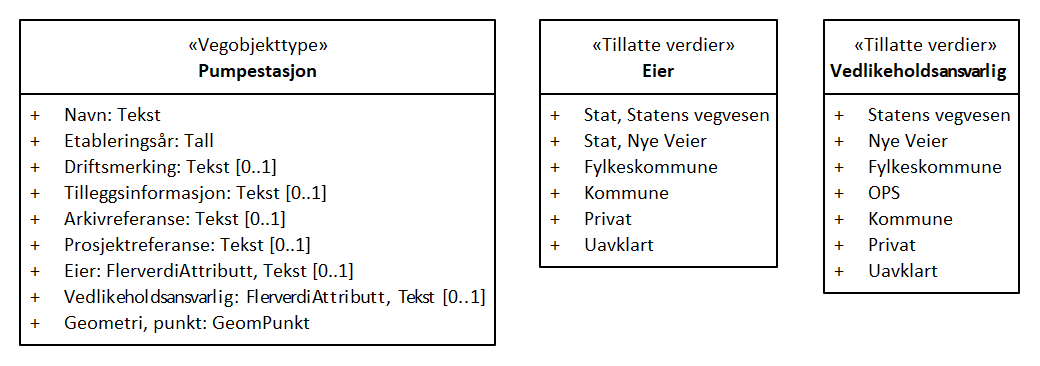 «Vegobjekttype»
Pumpestasjon
+ Navn: Tekst
+ Etableringsår: Tall
+ Driftsmerking: Tekst [0..1]
+ Tilleggsinformasjon: Tekst [0..1]
+ Arkivreferanse: Tekst [0..1]
+ Prosjektreferanse: Tekst [0..1]
+ Eier: FlerverdiAttributt, Tekst [0..1]
+ Vedlikeholdsansvarlig: FlerverdiAttributt, Tekst [0..1]
+ Geometri, punkt: GeomPunkt
«Tillatte verdier»
Eier
+ Stat, Statens vegvesen
+ Stat, Nye Veier
+ Fylkeskommune
+ Kommune
+ Privat
+ Uavklart
«Tillatte verdier»
Vedlikeholdsansvarlig
+ Statens vegvesen
+ Nye Veier
+ Fylkeskommune
+ OPS
+ Kommune
+ Privat
+ Uavklart